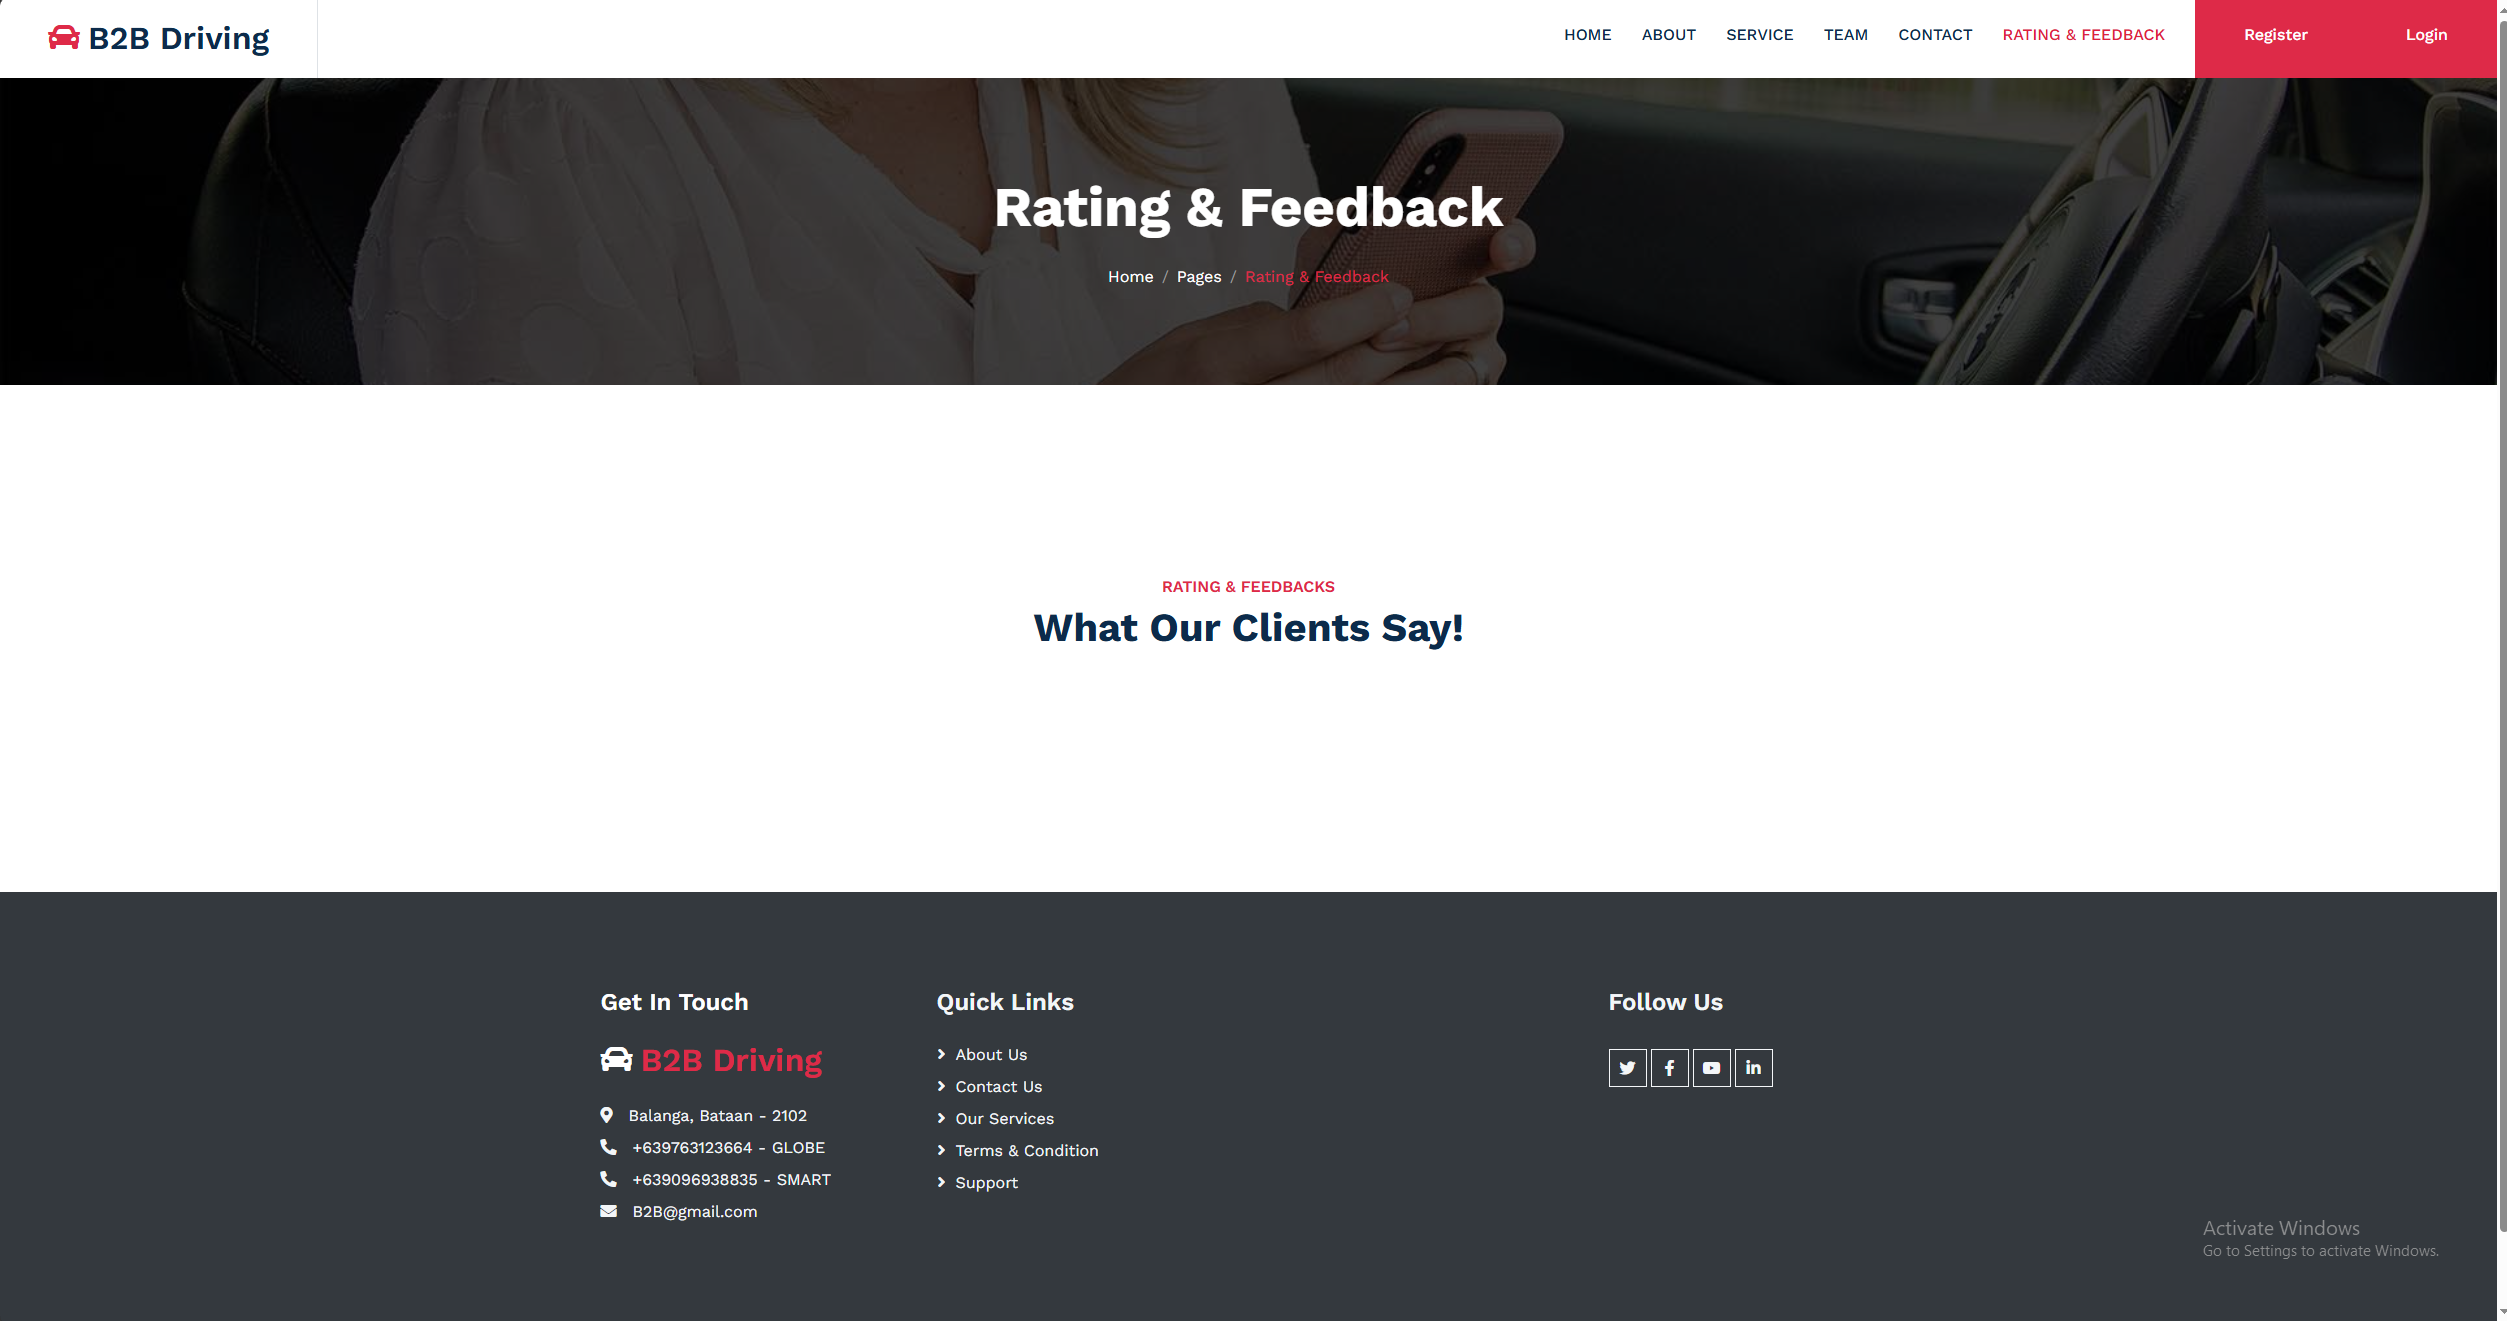 B2B Driving
HOME ABOUT SERVICE TEAM CONTACT RATING & FEEDBACK Register Login
Rating & Feedback
Home / Pages / Rating & Feedback
RATING & FEEDBACKS
What Our Clients Say!
Get In Touch
B2B Driving
Balanga, Bataan - 2102
+639763123664 - GLOBE
+639096938835 - SMART
B2B@gmail.com
Quick Links
About Us
Contact Us
Our Services
Terms & Condition
Support
Follow Us
Activate Windows
Go to Settings to activate Windows.